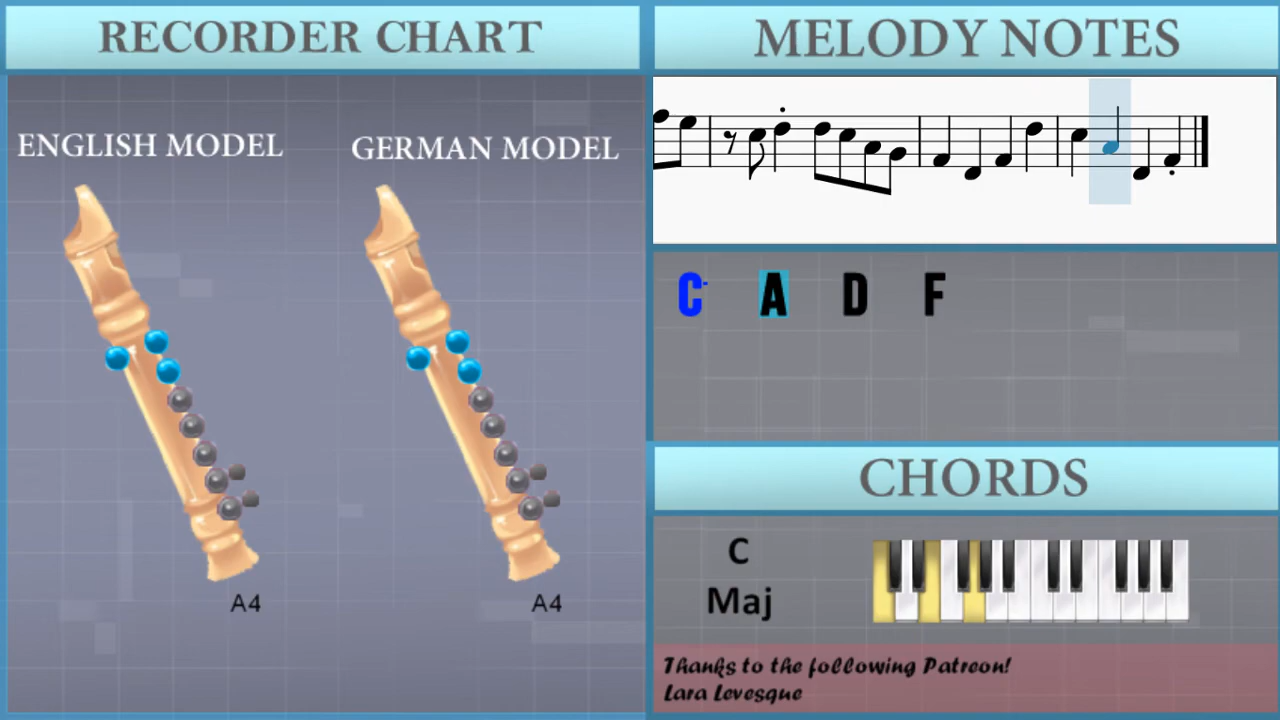 RECORDER CHART
ENGLISH MODEL
GERMAN MODEL
A4
A4
MELODY NOTES
C A D F
CHORDS
C
Maj
Thanks to the following Patreon!
Lara Levesque